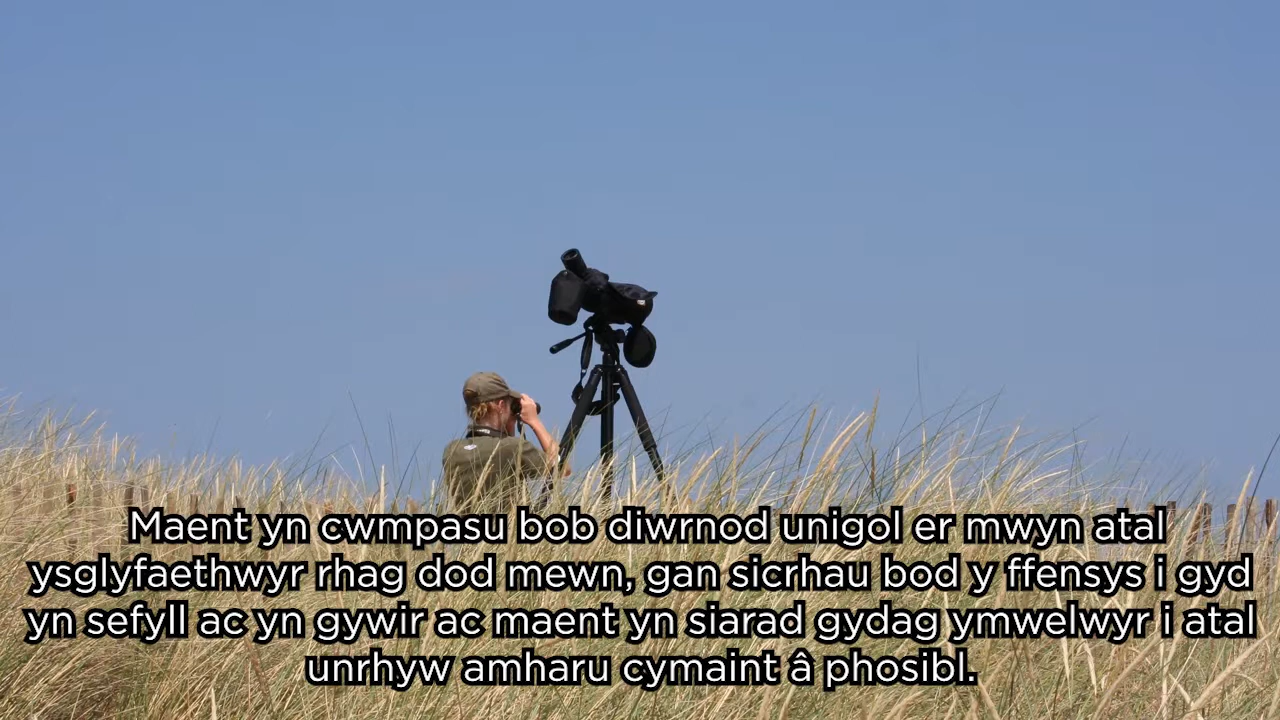 Maent yn cwmpasu bob diwrnod unigol er mwyn atal
ysglyfaethwyr rhag dod mewn, gan sicrhau bod y ffensys i gyd
yn sefyll ac yn gywir ac maent yn siarad gydag ymwelwyr i atal
unrhyw amharu cymaint â phosibl.